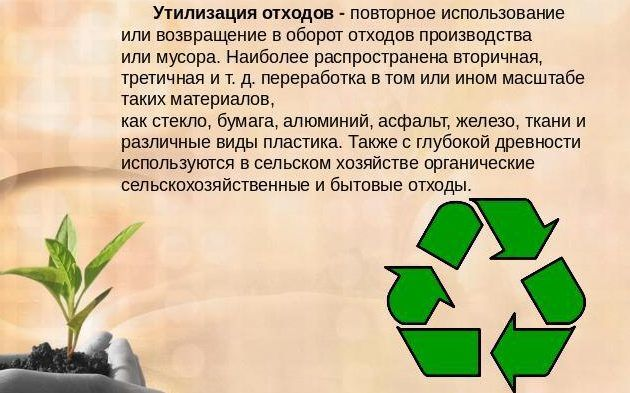 Утилизация отходов - повторное использование
или возвращение в оборот отходов производства
или мусора. Наиболее распространена вторичная,
третичная и т. д. переработка в том или ином масштабе
таких материалов,
как стекло, бумага, алюминий, асфальт, железо, ткани и
различные виды пластика. Также с глубокой древности
используются в сельском хозяйстве органические
сельскохозяйственные и бытовые отходы.